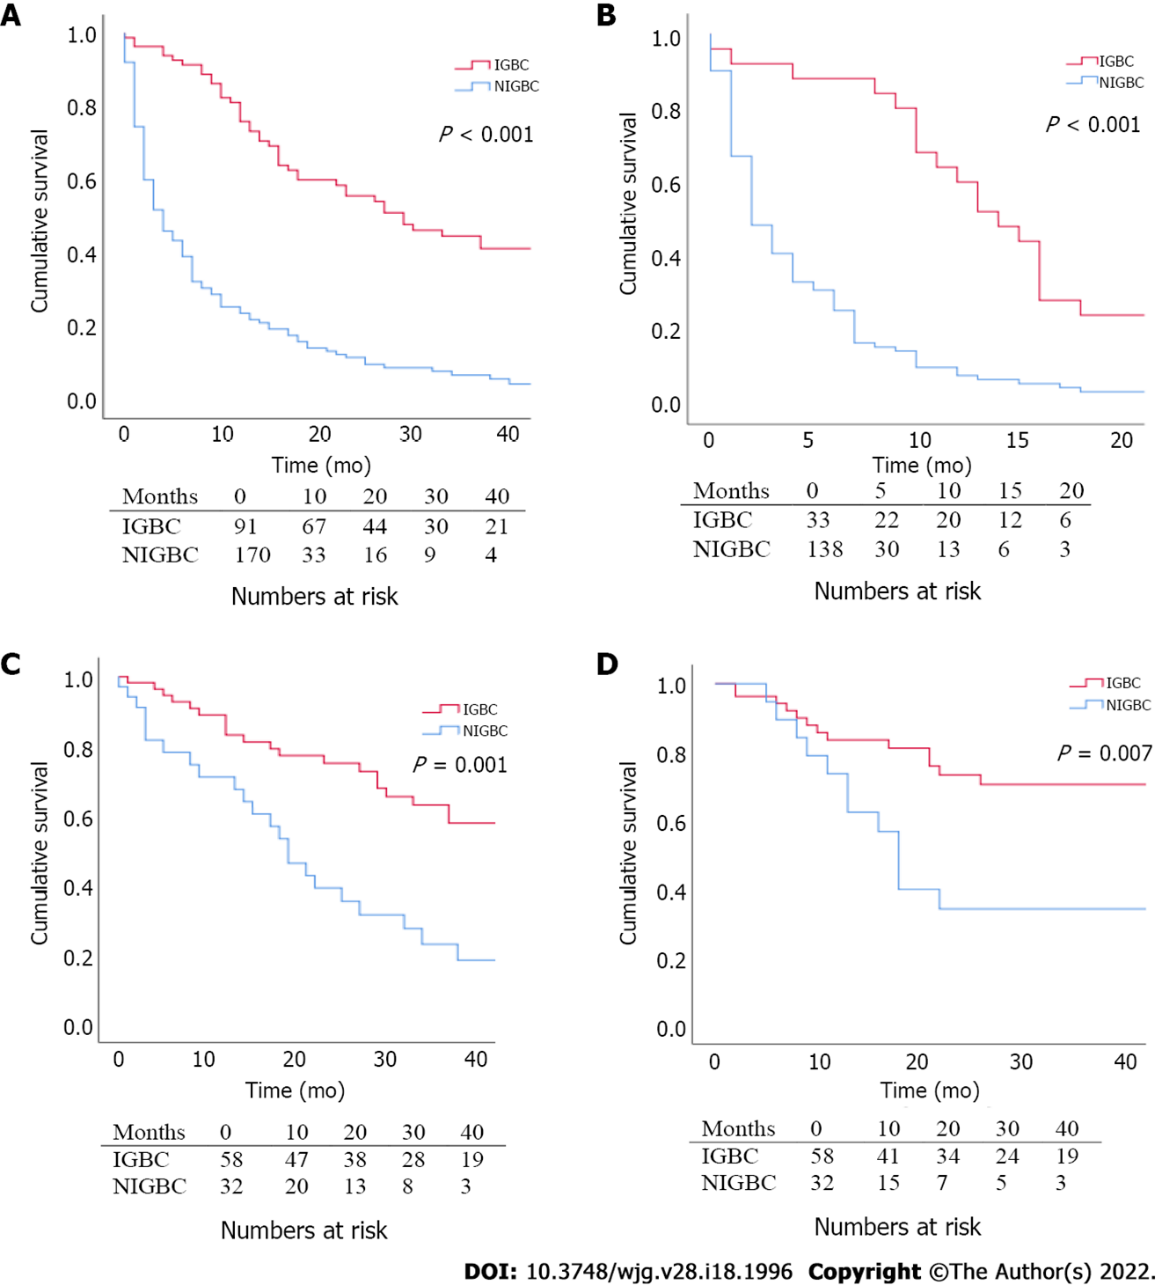 A
1.0
0.8
0.6
0.4
0.2
0.0
Cumulative survival
IGBC
NIGBC
P < 0.001
0 10 20 30 40
Time (mo)
Months 0 10 20 30 40
IGBC 91 67 44 30 21
NIGBC 170 33 16 9 4
Numbers at risk
B
1.0
0.8
0.6
0.4
0.2
0.0
Cumulative survival
IGBC
NIGBC
P < 0.001
0 5 10 15 20
Time (mo)
Months 0 5 10 15 20
IGBC 33 22 20 12 6
NIGBC 138 30 13 6 3
Numbers at risk
C
1.0
0.8
0.6
0.4
0.2
0.0
Cumulative survival
IGBC
NIGBC
P = 0.001
0 10 20 30 40
Time (mo)
Months 0 10 20 30 40
IGBC 58 47 38 28 19
NIGBC 32 20 13 8 3
Numbers at risk
D
1.0
0.8
0.6
0.4
0.2
0.0
Cumulative survival
IGBC
NIGBC
P = 0.007
0 10 20 30 40
Time (mo)
Months 0 10 20 30 40
IGBC 58 41 34 24 19
NIGBC 32 15 7 5 3
Numbers at risk
DOI: 10.3748/wjg.v28.i18.1996 Copyright ©The Author(s) 2022.